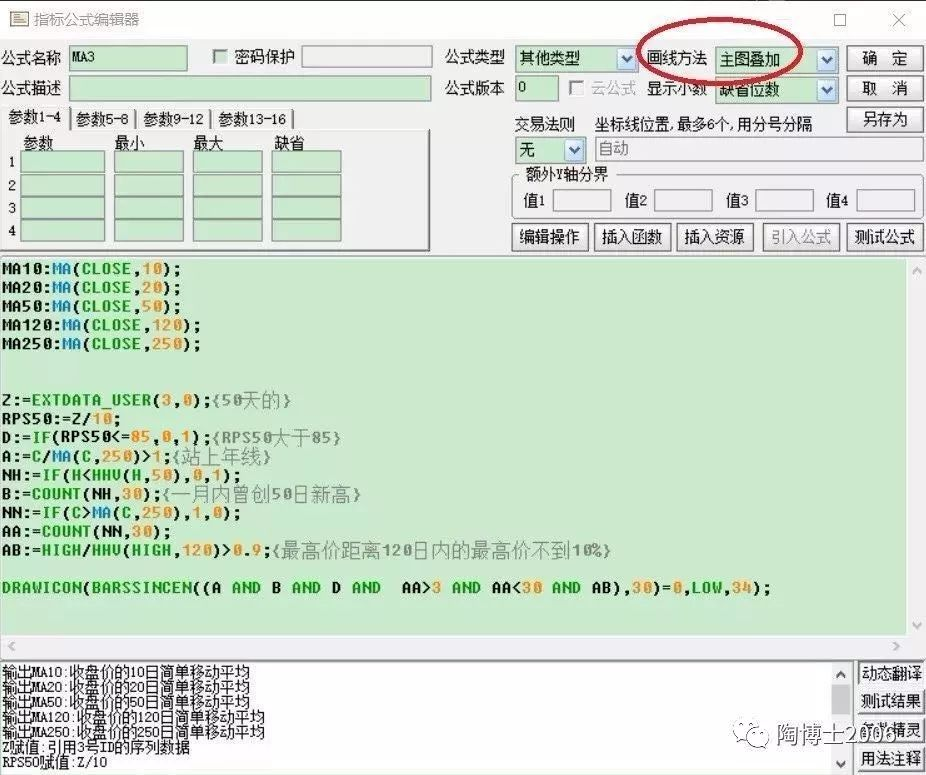 指标公式编辑器
公式名称 MA3 密码保护 公式类型 其他类型 画线方法 主图叠加 确 定
公式描述 公式版本 0 云公式 显示小数 缺省位数 取 消
参数1-4 参数5-8 参数9-12 参数13-16 交易法则 坐标线位置,最多6个,用分号分隔 另存为
参数 最小 最大 缺省 无 自动
1
额外Y轴分界
2 值1 值2 值3 值4
3
4 编辑操作 插入函数 插入资源 引入公式 测试公式
MA10:MA(CLOSE,10);
MA20:MA(CLOSE,20);
MA50:MA(CLOSE,50);
MA120:MA(CLOSE,120);
MA250:MA(CLOSE,250);
Z:=EXTDATA_USER(3,0);{50天的}
RPS50:=Z/10;
D:=IF(RPS50<=85,0,1);{RPS50大于85}
A:=C/MA(C,250)>1;{站上年线}
NH:=IF(H<HHV(H,50),0,1);
B:=COUNT(NH,30);{一月内曾创50日新高}
NN:=IF(C>MA(C,250),1,0);
AA:=COUNT(NN,30);
AB:=HIGH/HHV(HIGH,120)>0.9;{最高价距离120日内的最高价不到10%}
DRAWICON(BARSSINCEN((A AND B AND D AND  AA>3 AND AA<30 AND AB),30)=0,LOW,34);
输出MA10:收盘价的10日简单移动平均 动态翻译
输出MA20:收盘价的20日简单移动平均
输出MA50:收盘价的50日简单移动平均 测试结果
输出MA120:收盘价的120日简单移动平均
输出MA250:收盘价的250日简单移动平均 陶博士2006
Z赋值:引用3号ID的序列数据
RPS50赋值:Z/10 用法注释